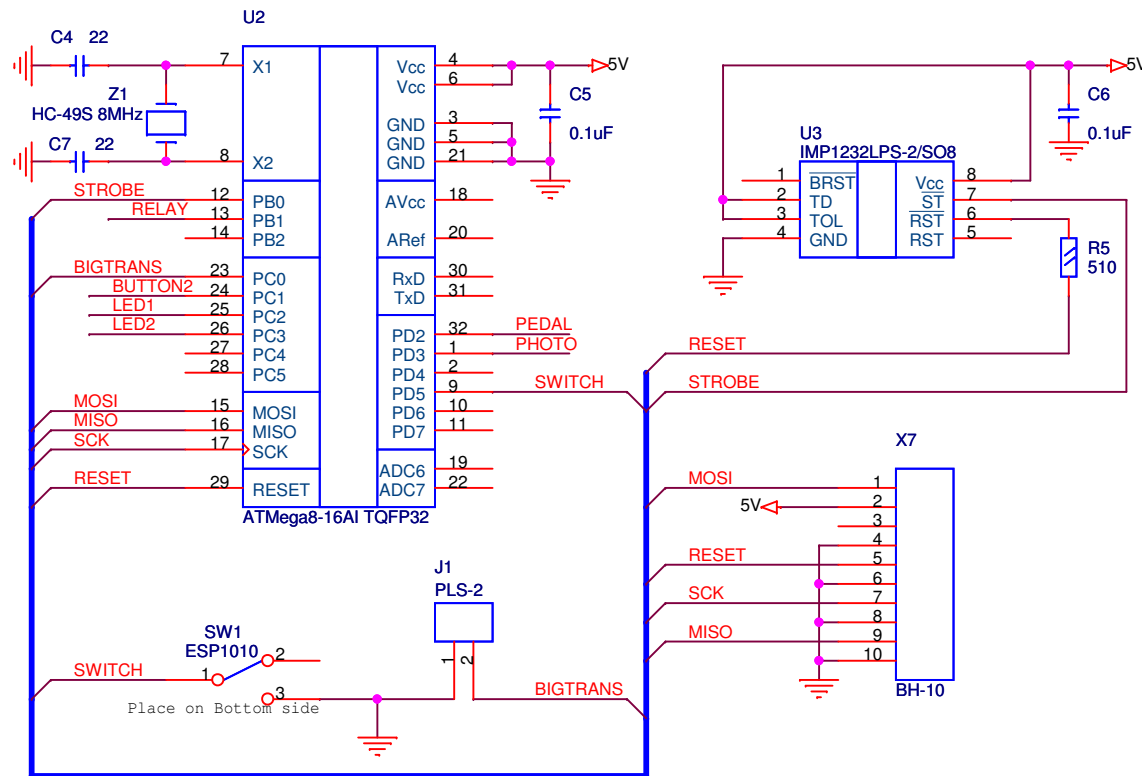 U2
C4 22
7 X1
Z1
HC-49S 8MHz
C7 22
8 X2
STROBE 12 PB0
RELAY 13 PB1
14 PB2
BIGTRANS 23 PC0
BUTTON2 24 PC1
LED1 25 PC2
LED2 26 PC3
27 PC4
28 PC5
MOSI 15 MOSI
MISO 16 MISO
SCK 17 SCK
RESET 29 RESET
ATMega8-16AI TQFP32
Vcc 4
Vcc 6
GND 3
GND 5
GND 21
AVcc 18
ARef 20
RxD 30
TxD 31
PD2 32 PEDAL
PD3 1 PHOTO
PD4 2
PD5 9 SWITCH
PD6 10
PD7 11
ADC6 19
ADC7 22
5V
C5
0.1uF
5V
C6
0.1uF
U3
IMP1232LPS-2/SO8
1 BRST
2 TD
3 TOL
4 GND
Vcc 8
ST 7
RST 6
RST 5
R5
510
RESET
STROBE
X7
MOSI 1
5V 2
3
4
RESET 5
6
SCK 7
8
MISO 9
10
BH-10
J1
PLS-2
1 2
BIGTRANS
SW1
ESP1010
SWITCH 1
2
3
Place on Bottom side